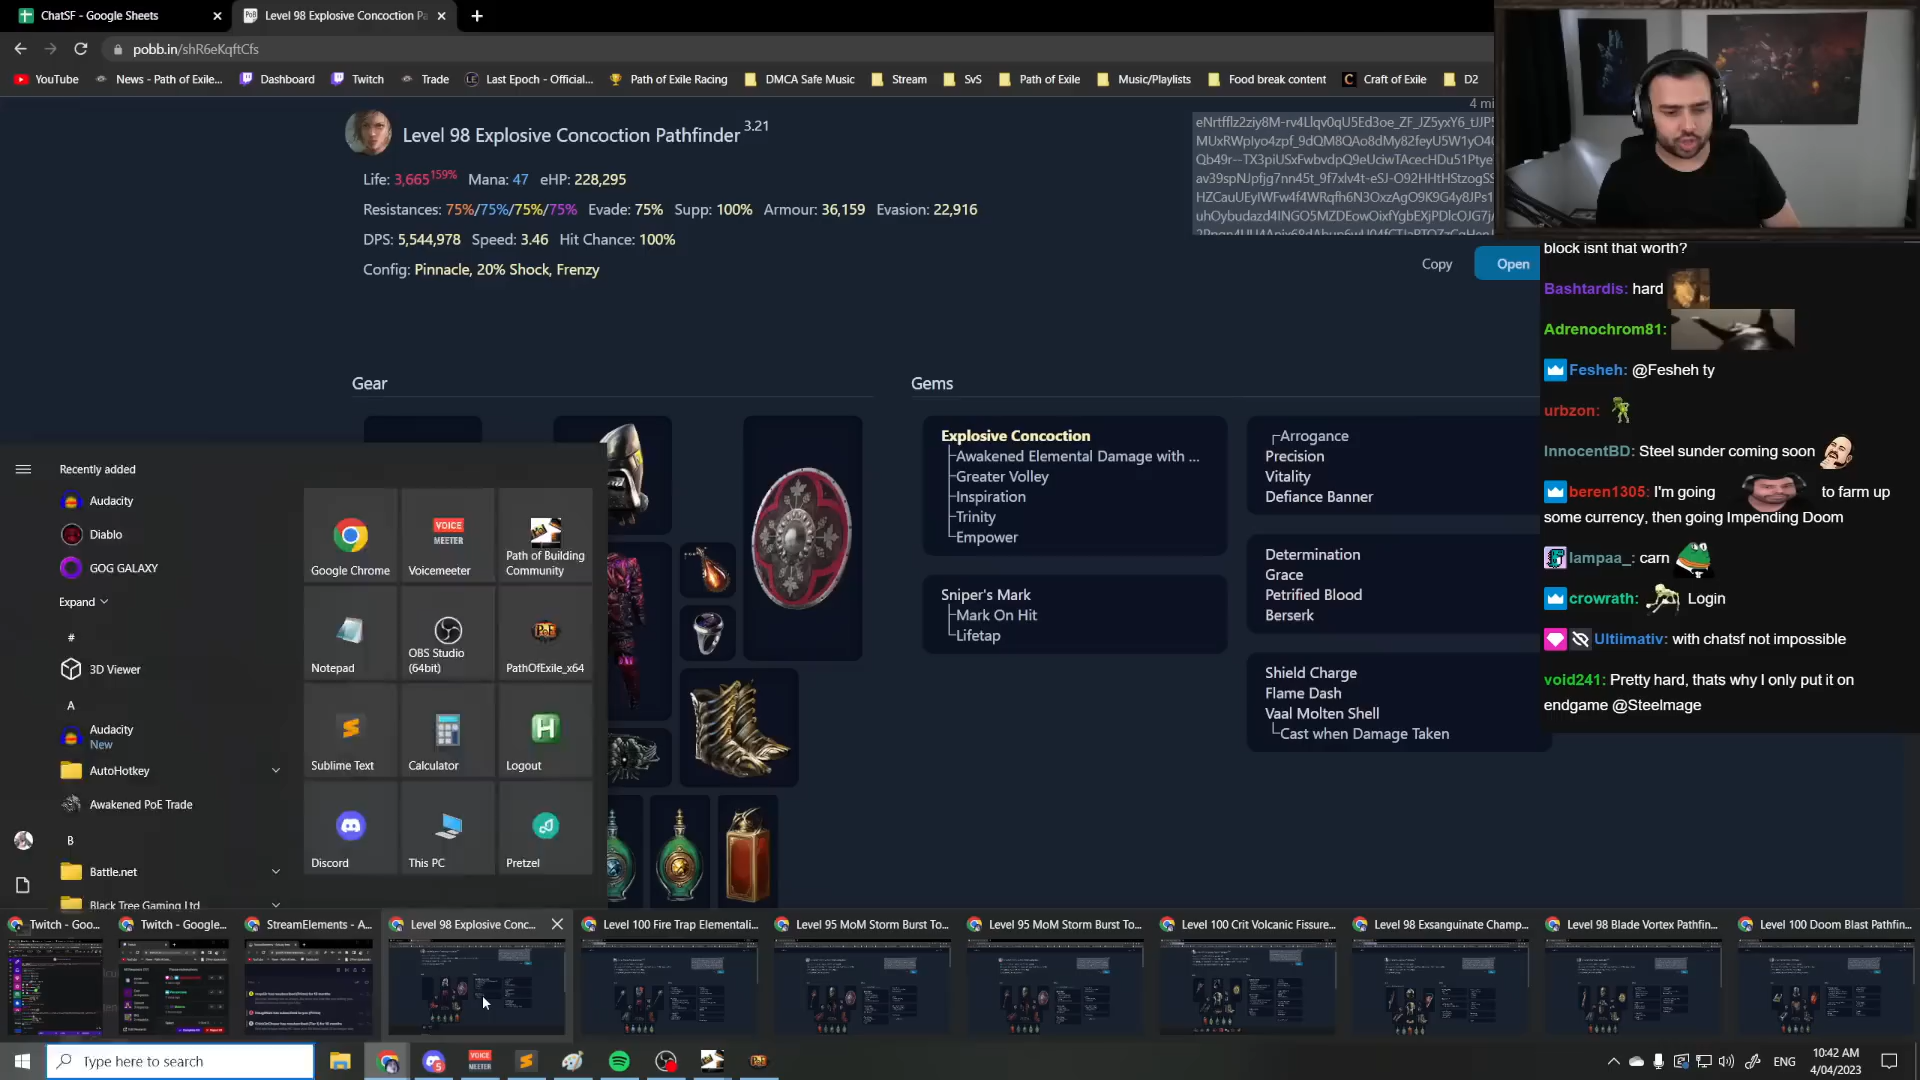 ChatSF - Google Sheets
Level 98 Explosive Concoction Pa
pobb.in/shR6eKqftCfs
YouTube
News - Path of Exile...
Dashboard
Twitch
Trade
Last Epoch - Official...
Path of Exile Racing
DMCA Safe Music
Stream
SvS
Path of Exile
Music/Playlists
Food break content
Craft of Exile
D2
Level 98 Explosive Concoction Pathfinder 3.21
4 mi
Life: 3,665 159% Mana: 47 eHP: 228,295
Resistances: 75%/75%/75%/75% Evade: 75% Supp: 100% Armour: 36,159 Evasion: 22,916
DPS: 5,544,978 Speed: 3.46 Hit Chance: 100%
Config: Pinnacle, 20% Shock, Frenzy
Copy
Open
Gear
Gems
Explosive Concoction
Awakened Elemental Damage with ...
Greater Volley
Inspiration
Trinity
Empower
Sniper's Mark
Mark On Hit
Lifetap
Arrogance
Precision
Vitality
Defiance Banner
Determination
Grace
Petrified Blood
Berserk
Shield Charge
Flame Dash
Vaal Molten Shell
Cast when Damage Taken
block isnt that worth?
Bashtardis: hard
Adrenochrom81:
Fesheh: @Fesheh ty
urbzon:
InnocentBD: Steel sunder coming soon
beren1305: I'm going to farm up
some currency, then going Impending Doom
lampaa_: carn
crowrath: Login
Ultiimativ: with chatsf not impossible
void241: Pretty hard, thats why I only put it on
endgame @Steelmage
Recently added
Audacity
Diablo
GOG GALAXY
Expand
#
3D Viewer
A
Audacity
New
AutoHotkey
Awakened PoE Trade
B
Battle.net
Black Tree Gaming Ltd
Google Chrome
VOICE
MEETER
Voicemeeter
Path of Building
Community
Notepad
OBS Studio
(64bit)
PathOfExile_x64
Sublime Text
Calculator
Logout
Discord
This PC
Pretzel
Twitch - Goo...
Twitch - Google...
StreamElements - A...
Level 98 Explosive Conc...
Level 100 Fire Trap Elementali...
Level 95 MoM Storm Burst To...
Level 95 MoM Storm Burst To...
Level 100 Crit Volcanic Fissure...
Level 98 Exsanguinate Champ...
Level 98 Blade Vortex Pathfin...
Level 100 Doom Blast Pathfin...
Type here to search
VOICE
MEETER
ENG
10:42 AM
4/04/2023